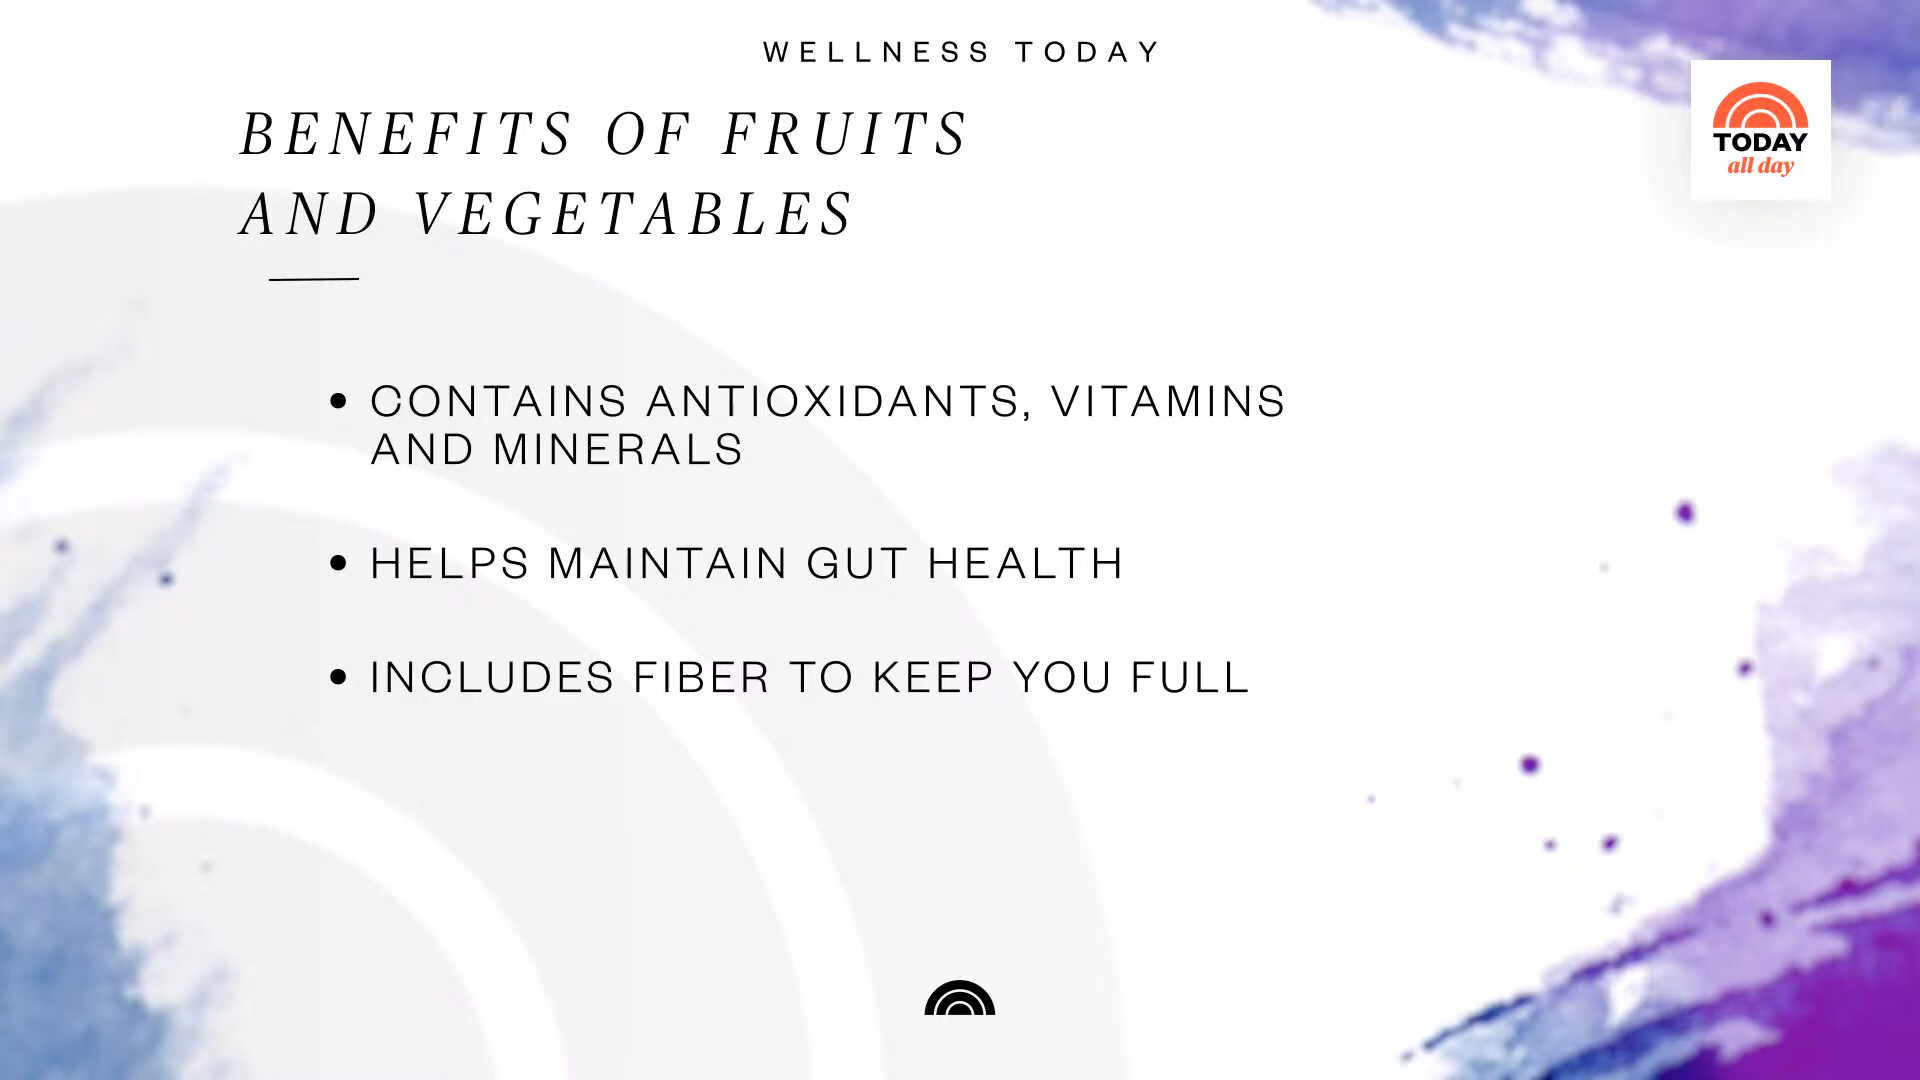 WELLNESS TODAY
BENEFITS OF FRUITS
AND VEGETABLES
TODAY
all day
• CONTAINS ANTIOXIDANTS, VITAMINS
AND MINERALS
• HELPS MAINTAIN GUT HEALTH
• INCLUDES FIBER TO KEEP YOU FULL